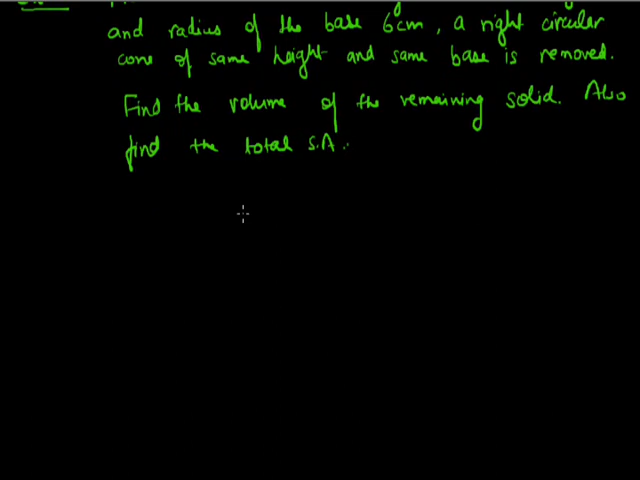 and radius of the base 6cm, a right circular
cone of same height and same base is removed.
Find the volume of the remaining solid. Also
find the total S.A.